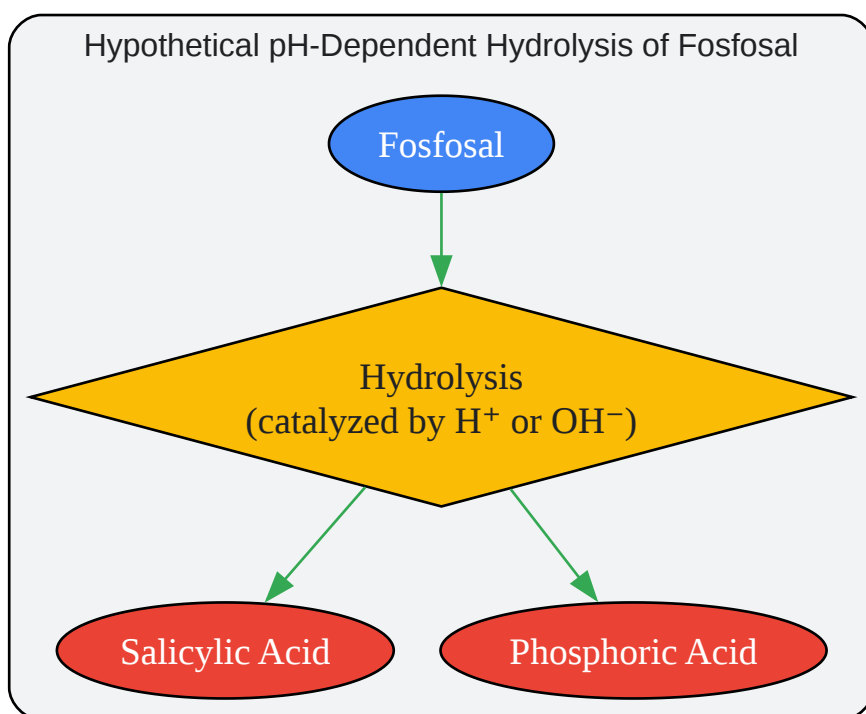 Hypothetical pH-Dependent Hydrolysis of Fosfosal
Fosfosal
Hydrolysis
(catalyzed by H⁺ or OH⁻)
Salicylic Acid
Phosphoric Acid